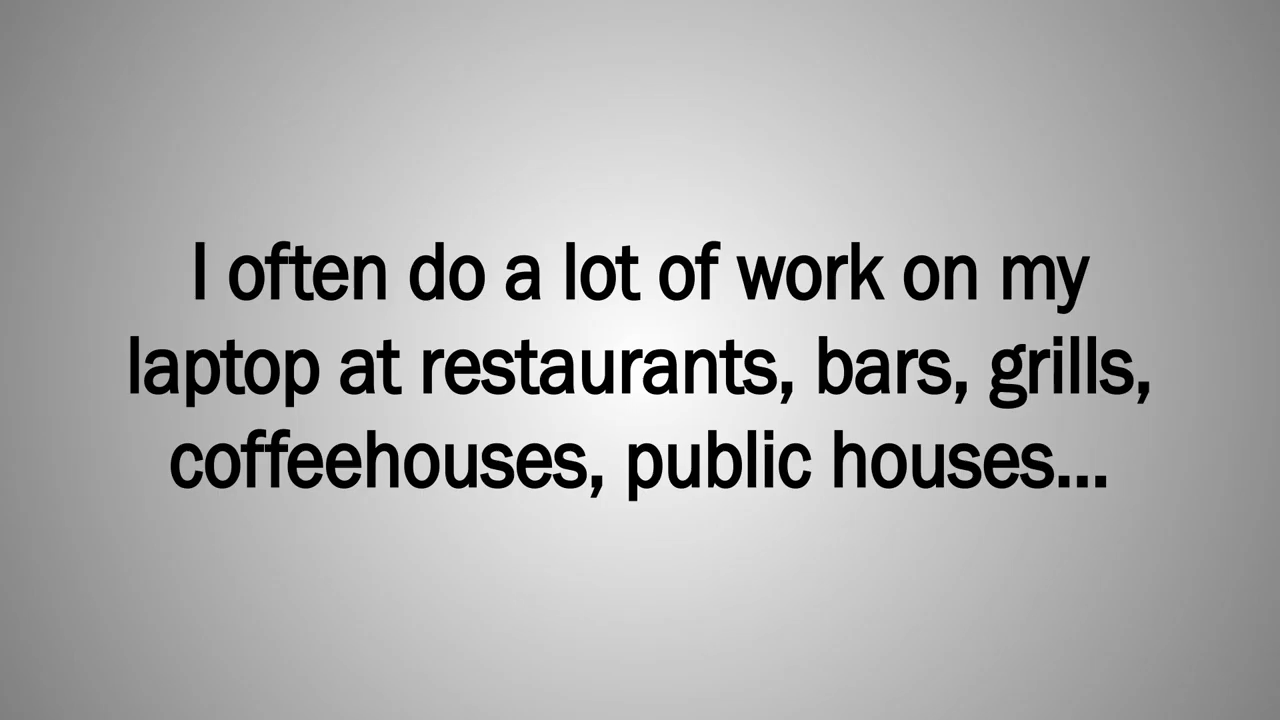 I often do a lot of work on my
laptop at restaurants, bars, grills,
coffeehouses, public houses...